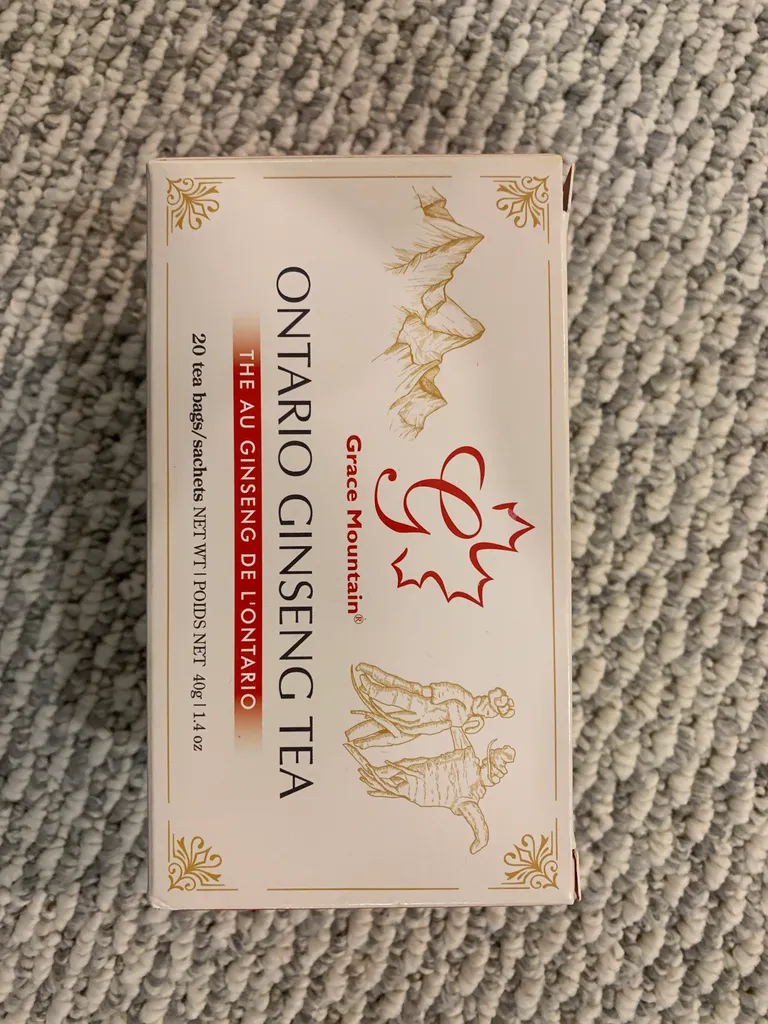 Grace Mountain®
ONTARIO GINSENG TEA
THE AU GINSENG DE L'ONTARIO
20 tea bags/sachets NET WT | POIDS NET 40g | 1.4 oz